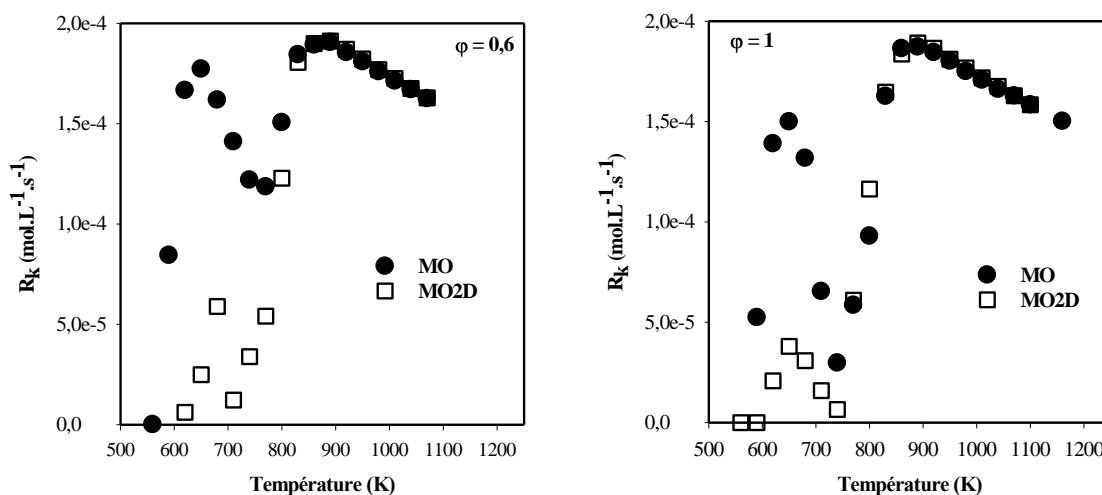 2,0e-4
1,5e-4
1,0e-4
5,0e-5
0,0
R_k (mol.L^-1.s^-1)
φ = 0,6
MO
MO2D
500 600 700 800 900 1000 1100 1200
Température (K)
2,0e-4
1,5e-4
1,0e-4
5,0e-5
0,0
R_k (mol.L^-1.s^-1)
φ = 1
MO
MO2D
500 600 700 800 900 1000 1100 1200
Température (K)